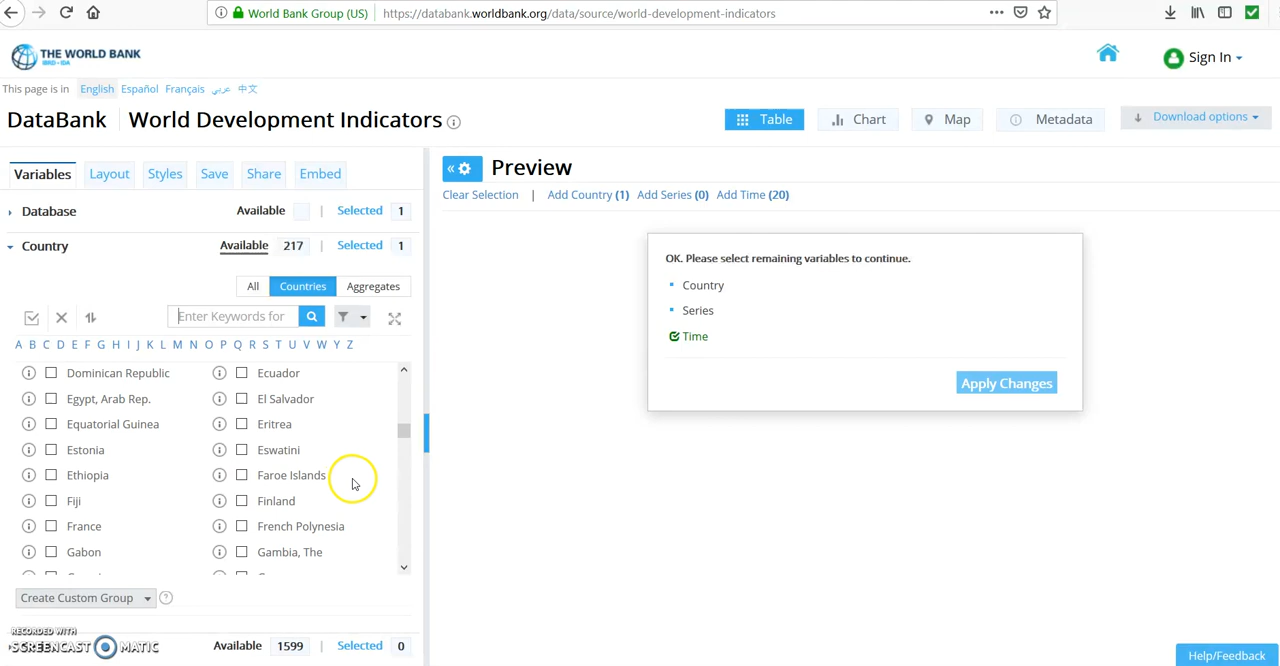 World Bank Group (US) https://databank.worldbank.org/data/source/world-development-indicators
THE WORLD BANK
IBRD - IDA
Sign In
This page is in English Español Français عربي 中文
DataBank World Development Indicators
Table Chart Map Metadata Download options
Variables Layout Styles Save Share Embed
« Preview
Clear Selection | Add Country (1) Add Series (0) Add Time (20)
Database Available | Selected 1
Country Available 217 | Selected 1
OK. Please select remaining variables to continue.
Country
Series
Time
Apply Changes
All Countries Aggregates
Enter Keywords for
A B C D E F G H I J K L M N O P Q R S T U V W Y Z
Dominican Republic Ecuador
Egypt, Arab Rep. El Salvador
Equatorial Guinea Eritrea
Estonia Eswatini
Ethiopia Faroe Islands
Fiji Finland
France French Polynesia
Gabon Gambia, The
Create Custom Group ?
RECORDED WITH
SCREENCAST MATIC
Available 1599 | Selected 0
Help/Feedback